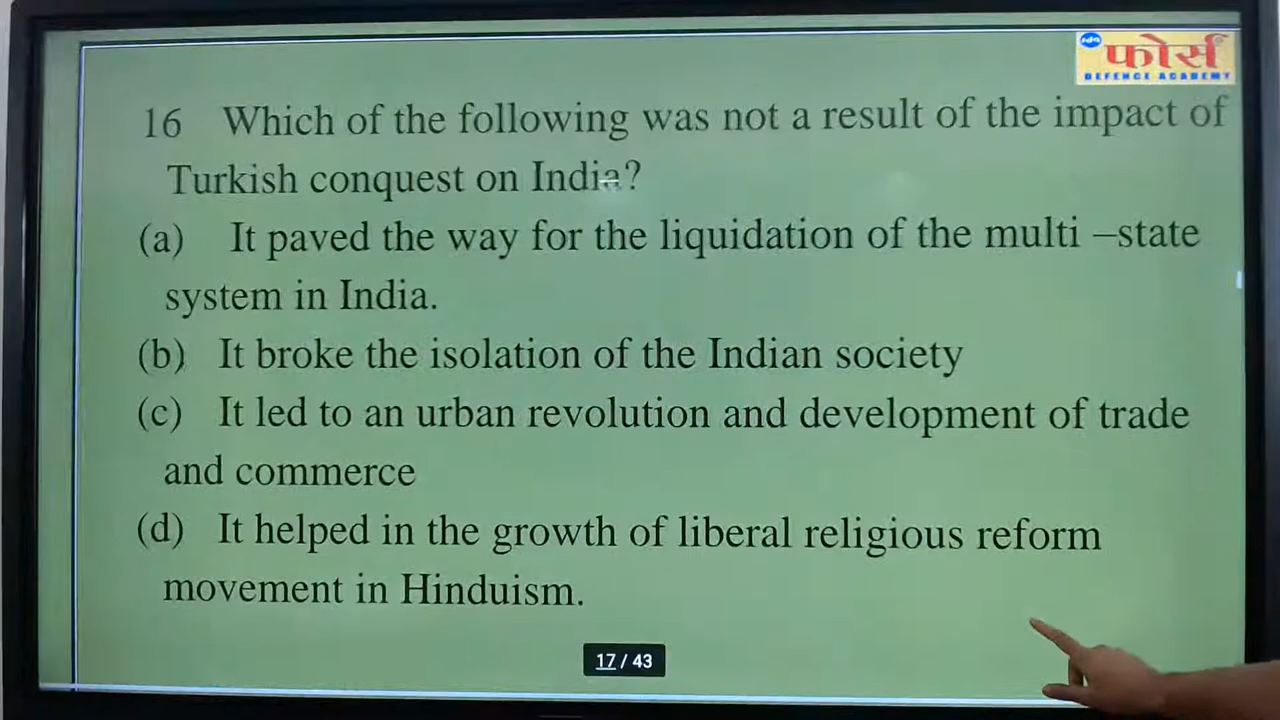 फोर्स
DEFENCE ACADEMY
16 Which of the following was not a result of the impact of
Turkish conquest on India?
(a) It paved the way for the liquidation of the multi –state
system in India.
(b) It broke the isolation of the Indian society
(c) It led to an urban revolution and development of trade
and commerce
(d) It helped in the growth of liberal religious reform
movement in Hinduism.
17 / 43